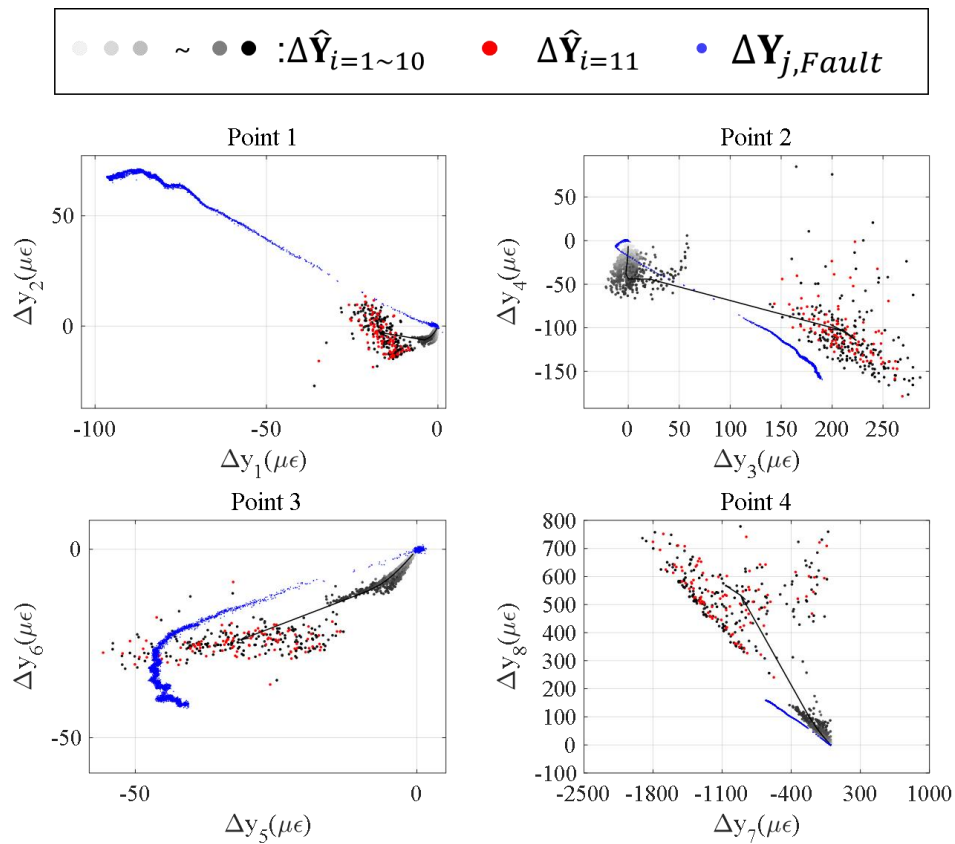 ~ :ΔŶᵢ₌₁~₁₀ ΔŶᵢ₌₁₁ ΔY_{j,Fault}
Point 1
50
0
-100 -50 0
Δy₂(μϵ)
Δy₁(μϵ)
Point 2
50
0
-50
-100
-150
0 50 100 150 200 250
Δy₄(μϵ)
Δy₃(μϵ)
Point 3
0
-50
-50 0
Δy₆(μϵ)
Δy₅(μϵ)
Point 4
800
700
600
500
400
300
200
100
0
-100
-2500 -1800 -1100 -400 300 1000
Δy₈(μϵ)
Δy₇(μϵ)